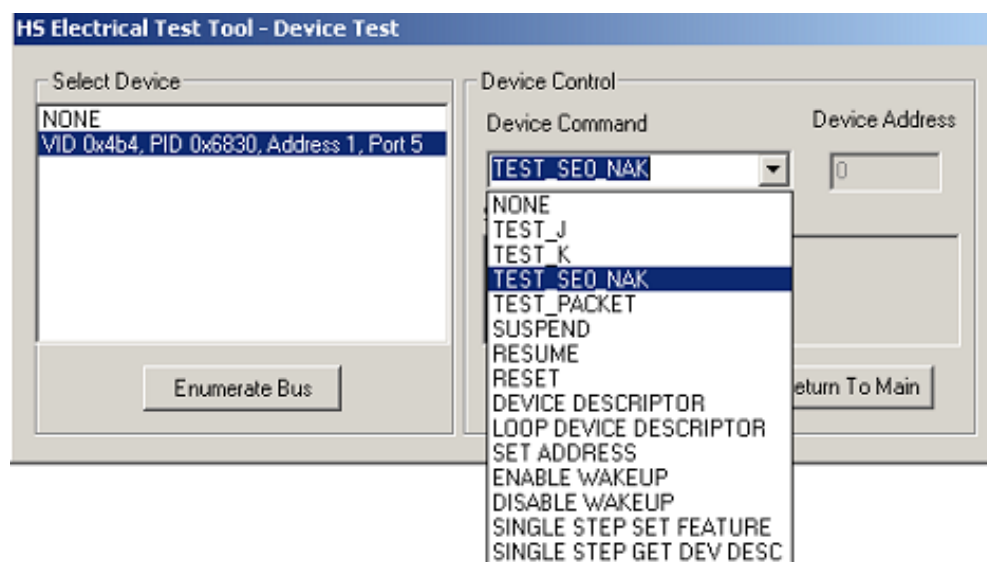 HS Electrical Test Tool - Device Test
Select Device
NONE
VID 0x4b4, PID 0x6830, Address 1, Port 5
Enumerate Bus
Device Control
Device Command
Device Address
TEST_SE0_NAK
0
NONE
TEST_J
TEST_K
TEST_SE0_NAK
TEST_PACKET
SUSPEND
RESUME
RESET
DEVICE DESCRIPTOR
LOOP DEVICE DESCRIPTOR
SET ADDRESS
ENABLE WAKEUP
DISABLE WAKEUP
SINGLE STEP SET FEATURE
SINGLE STEP GET DEV DESC
eturn To Main